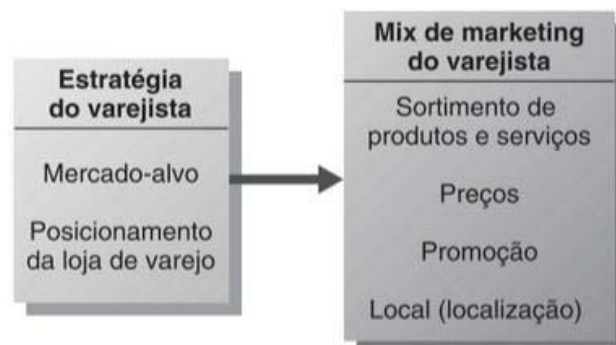 Estratégia
do varejista
Mercado-alvo
Posicionamento
da loja de varejo
Mix de marketing
do varejista
Sortimento de
produtos e serviços
Preços
Promoção
Local (localização)